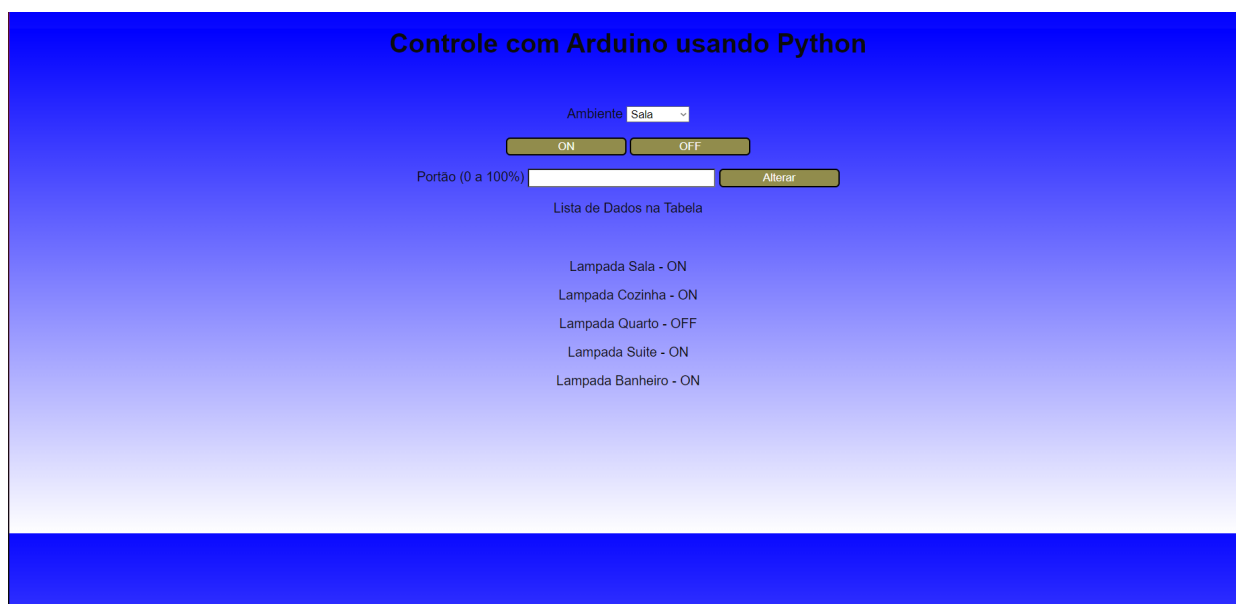 Controle com Arduino usando Python
Ambiente Sala
ON OFF
Portão (0 a 100%) Alterar
Lista de Dados na Tabela
Lampada Sala - ON
Lampada Cozinha - ON
Lampada Quarto - OFF
Lampada Suite - ON
Lampada Banheiro - ON